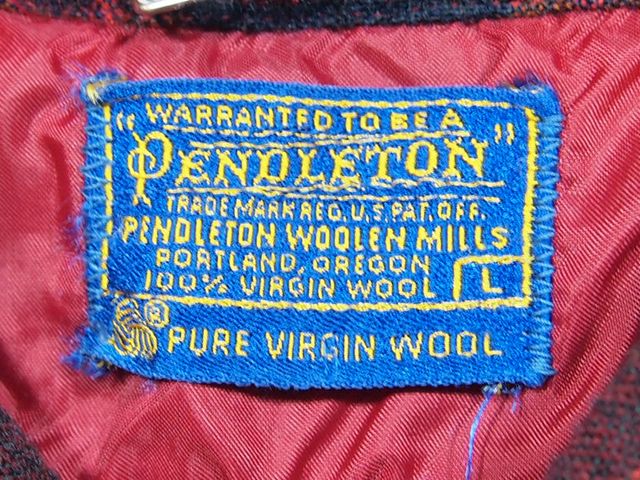 WARRANTED TO BE A
"PENDLETON"
TRADE MARK REG. U.S. PAT. OFF.
PENDLETON WOOLEN MILLS
PORTLAND, OREGON
100% VIRGIN WOOL L
® PURE VIRGIN WOOL